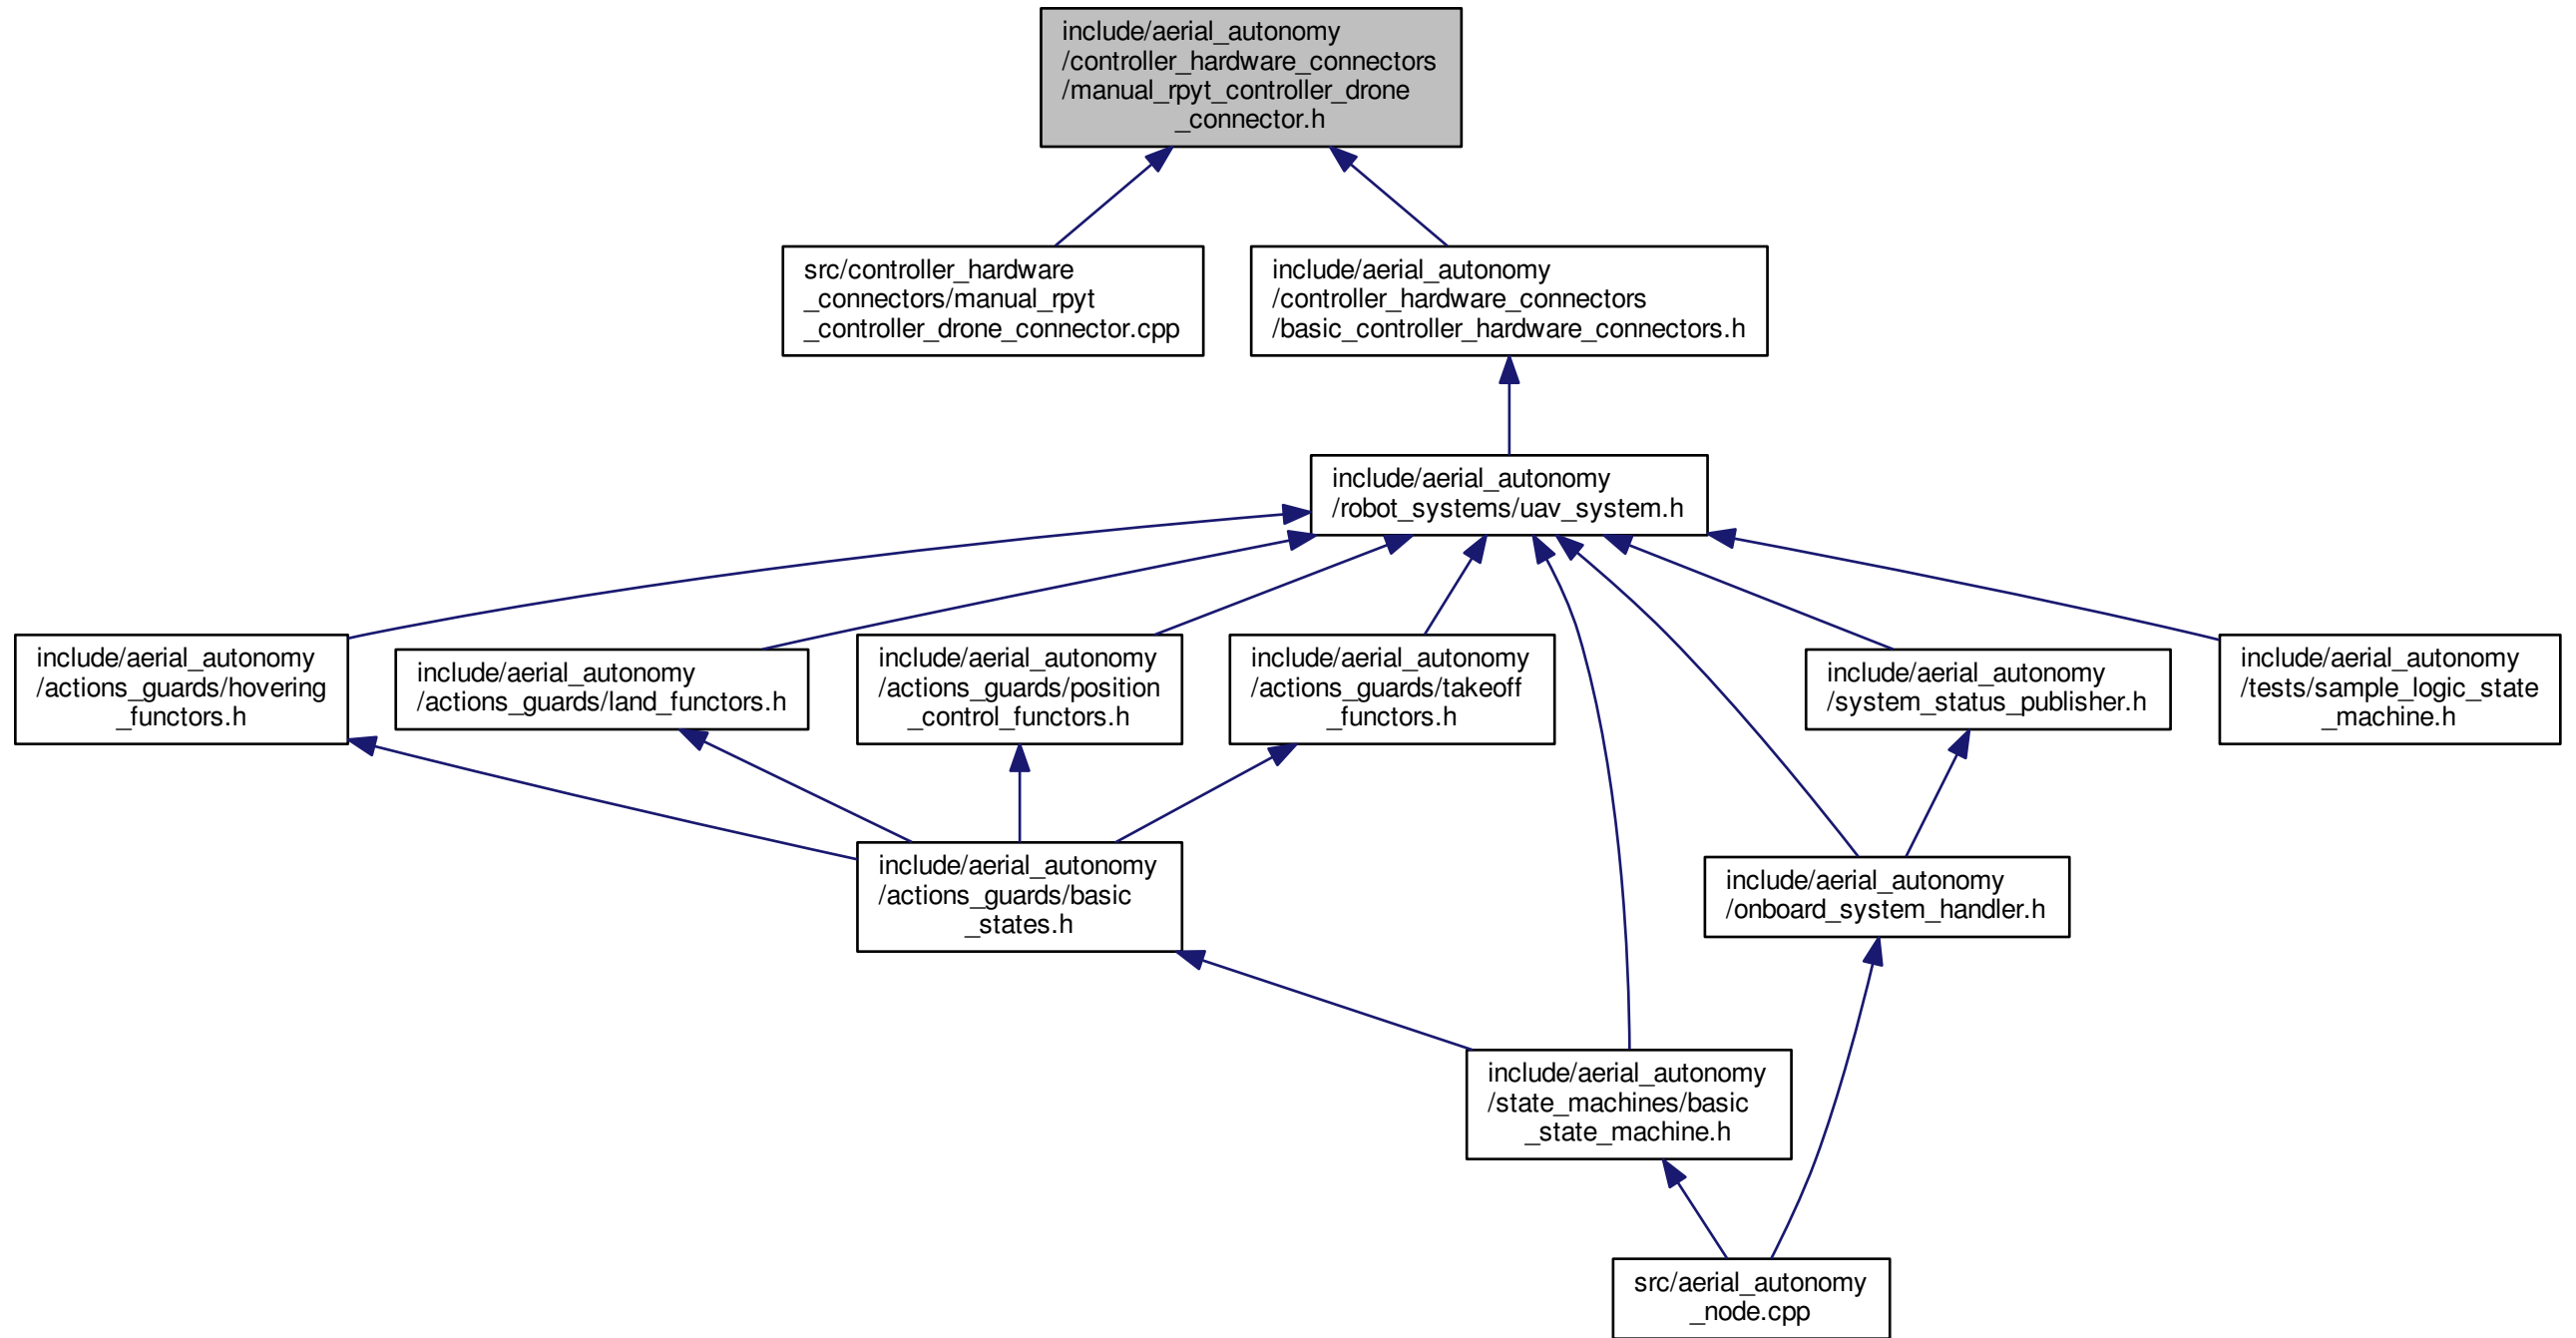 include/aerial_autonomy
/controller_hardware_connectors
/manual_rpyt_controller_drone
_connector.h
src/controller_hardware
_connectors/manual_rpyt
_controller_drone_connector.cpp
include/aerial_autonomy
/controller_hardware_connectors
/basic_controller_hardware_connectors.h
include/aerial_autonomy
/robot_systems/uav_system.h
include/aerial_autonomy
/actions_guards/hovering
_functors.h
include/aerial_autonomy
/actions_guards/land_functors.h
include/aerial_autonomy
/actions_guards/position
_control_functors.h
include/aerial_autonomy
/actions_guards/takeoff
_functors.h
include/aerial_autonomy
/system_status_publisher.h
include/aerial_autonomy
/tests/sample_logic_state
_machine.h
include/aerial_autonomy
/actions_guards/basic
_states.h
include/aerial_autonomy
/onboard_system_handler.h
include/aerial_autonomy
/state_machines/basic
_state_machine.h
src/aerial_autonomy
_node.cpp